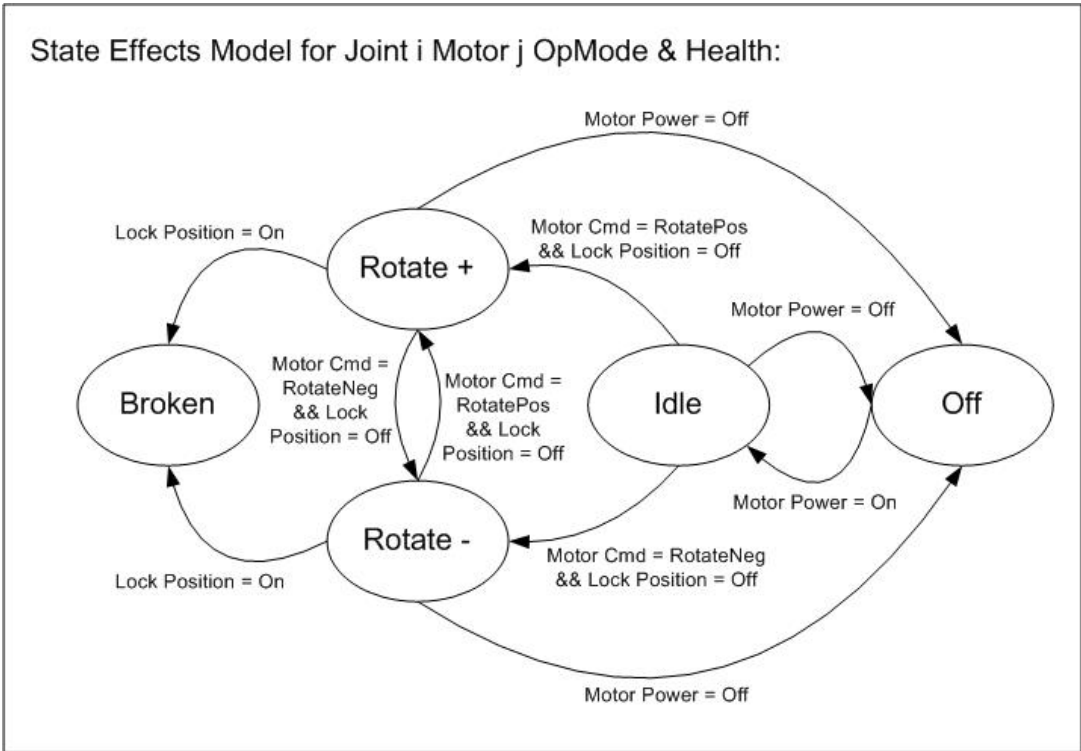 State Effects Model for Joint i Motor j OpMode & Health:
Motor Power = Off
Lock Position = On
Motor Cmd = RotatePos
&& Lock Position = Off
Rotate +
Motor Power = Off
Motor Cmd =
RotateNeg
&& Lock
Position = Off
Motor Cmd =
RotatePos
&& Lock
Position = Off
Broken
Idle
Off
Motor Power = On
Rotate -
Motor Cmd = RotateNeg
&& Lock Position = Off
Lock Position = On
Motor Power = Off